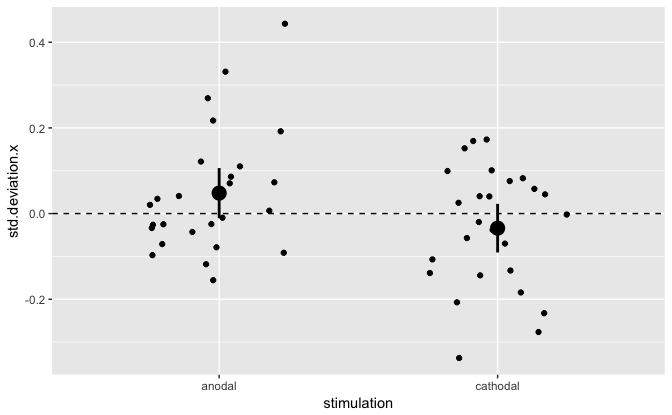 0.4
0.2
0.0
-0.2
std.deviation.x
anodal
cathodal
stimulation